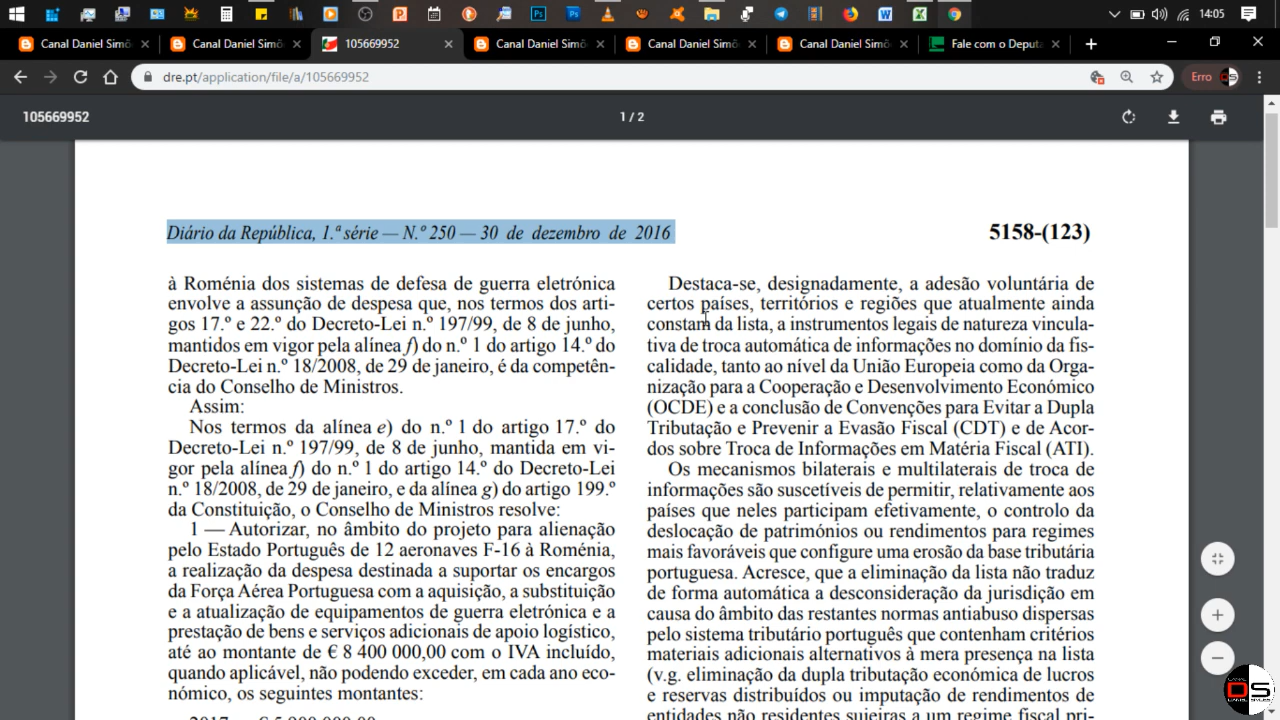 14:05
Canal Daniel Simõ
Canal Daniel Simõ
105669952
Canal Daniel Simõ
Canal Daniel Simõ
Canal Daniel Simõ
Fale com o Deputa
dre.pt/application/file/a/105669952
Erro
105669952
1 / 2
Diário da República, 1.ª série — N.º 250 — 30 de dezembro de 2016
5158-(123)
à Roménia dos sistemas de defesa de guerra eletrónica
envolve a assunção de despesa que, nos termos dos arti-
gos 17.º e 22.º do Decreto-Lei n.º 197/99, de 8 de junho,
mantidos em vigor pela alínea f) do n.º 1 do artigo 14.º do
Decreto-Lei n.º 18/2008, de 29 de janeiro, é da competên-
cia do Conselho de Ministros.
Assim:
Nos termos da alínea e) do n.º 1 do artigo 17.º do
Decreto-Lei n.º 197/99, de 8 de junho, mantida em vi-
gor pela alínea f) do n.º 1 do artigo 14.º do Decreto-Lei
n.º 18/2008, de 29 de janeiro, e da alínea g) do artigo 199.º
da Constituição, o Conselho de Ministros resolve:
1 — Autorizar, no âmbito do projeto para alienação
pelo Estado Português de 12 aeronaves F-16 à Roménia,
a realização da despesa destinada a suportar os encargos
da Força Aérea Portuguesa com a aquisição, a substituição
e a atualização de equipamentos de guerra eletrónica e a
prestação de bens e serviços adicionais de apoio logístico,
até ao montante de € 8 400 000,00 com o IVA incluído,
quando aplicável, não podendo exceder, em cada ano eco-
nómico, os seguintes montantes:
Destaca-se, designadamente, a adesão voluntária de
certos países, territórios e regiões que atualmente ainda
constam da lista, a instrumentos legais de natureza vincula-
tiva de troca automática de informações no domínio da fis-
calidade, tanto ao nível da União Europeia como da Orga-
nização para a Cooperação e Desenvolvimento Económico
(OCDE) e a conclusão de Convenções para Evitar a Dupla
Tributação e Prevenir a Evasão Fiscal (CDT) e de Acor-
dos sobre Troca de Informações em Matéria Fiscal (ATI).
Os mecanismos bilaterais e multilaterais de troca de
informações são suscetíveis de permitir, relativamente aos
países que neles participam efetivamente, o controlo da
deslocação de patrimónios ou rendimentos para regimes
mais favoráveis que configure uma erosão da base tributária
portuguesa. Acresce, que a eliminação da lista não traduz
de forma automática a desconsideração da jurisdição em
causa do âmbito das restantes normas antiabuso dispersas
pelo sistema tributário português que contenham critérios
materiais adicionais alternativos à mera presença na lista
(v.g. eliminação da dupla tributação económica de lucros
e reservas distribuídos ou imputação de rendimentos de
entidades não residentes sujeiras a um regime fiscal pri-